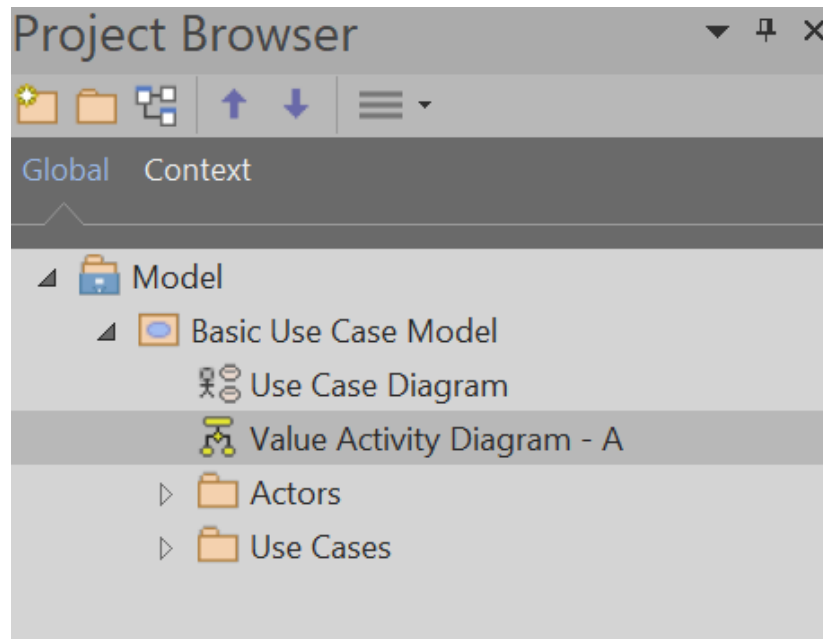 Project Browser
Global Context
Model
Basic Use Case Model
Use Case Diagram
Value Activity Diagram - A
Actors
Use Cases